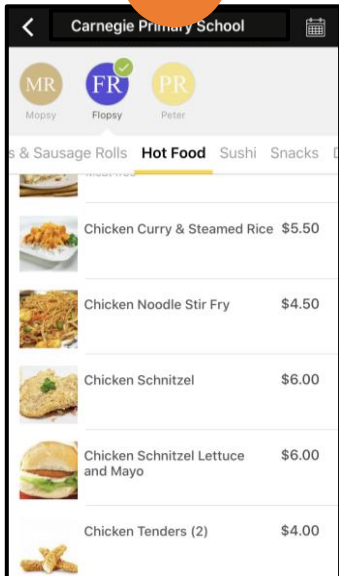 Carnegie Primary School
MR FR PR
Mopsy Flopsy Peter
s & Sausage Rolls Hot Food Sushi Snacks
Chicken Curry & Steamed Rice $5.50
Chicken Noodle Stir Fry $4.50
Chicken Schnitzel $6.00
Chicken Schnitzel Lettuce $6.00
and Mayo
Chicken Tenders (2) $4.00